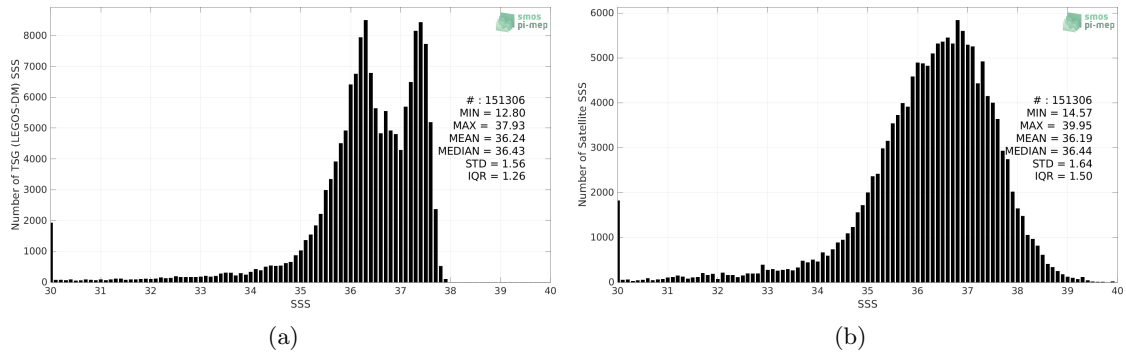 Number of TSG (LEGOS-DM) SSS
8000
7000
6000
5000
4000
3000
2000
1000
0
smos
pi-mep
# : 151306
MIN = 12.80
MAX = 37.93
MEAN = 36.24
MEDIAN = 36.43
STD = 1.56
IQR = 1.26
30 31 32 33 34 35 36 37 38 39 40
SSS
(a)
Number of Satellite SSS
6000
5000
4000
3000
2000
1000
0
smos
pi-mep
# : 151306
MIN = 14.57
MAX = 39.95
MEAN = 36.19
MEDIAN = 36.44
STD = 1.64
IQR = 1.50
30 31 32 33 34 35 36 37 38 39 40
SSS
(b)